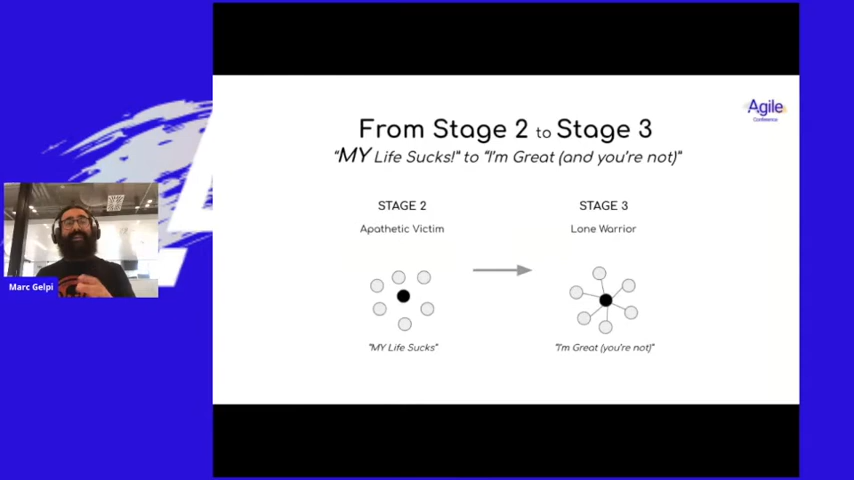 Agile
Conference
From Stage 2 to Stage 3
"MY Life Sucks!" to "I'm Great (and you're not)"
STAGE 2
Apathetic Victim
"MY Life Sucks"
STAGE 3
Lone Warrior
"I'm Great (you're not)"
Marc Gelpi